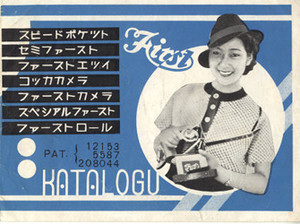 スピードポケット
セミファースト
ファーストエツイ
コッカカメラ
ファーストカメラ
スペシアルファースト
ファーストロール
First
PAT. 12153
5587
208044
KATALOGU